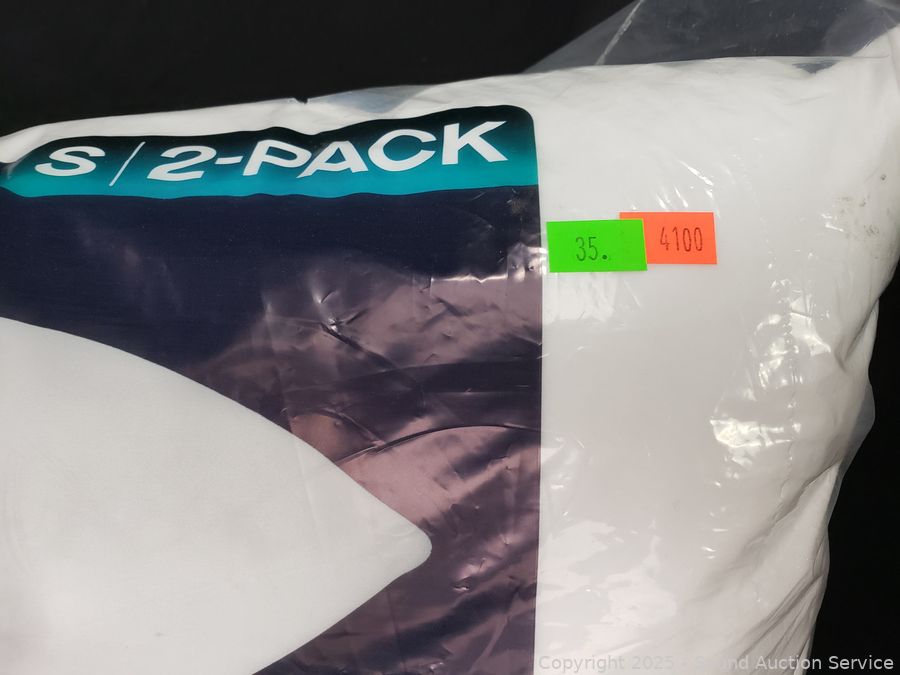 S / 2-PACK
35.
4100
Copyright 2025 - Sound Auction Service